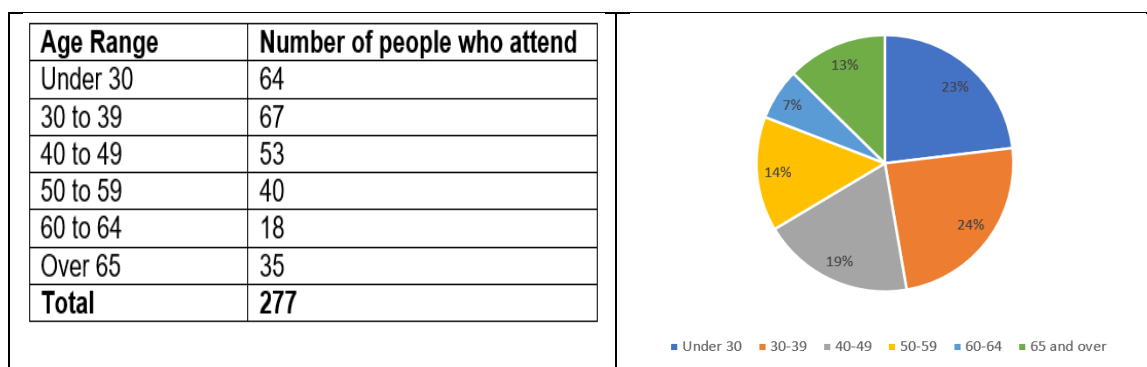 Age Range Number of people who attend
Under 30 64
30 to 39 67
40 to 49 53
50 to 59 40
60 to 64 18
Over 65 35
Total 277
13%
23%
7%
14%
24%
19%
Under 30 30-39 40-49 50-59 60-64 65 and over